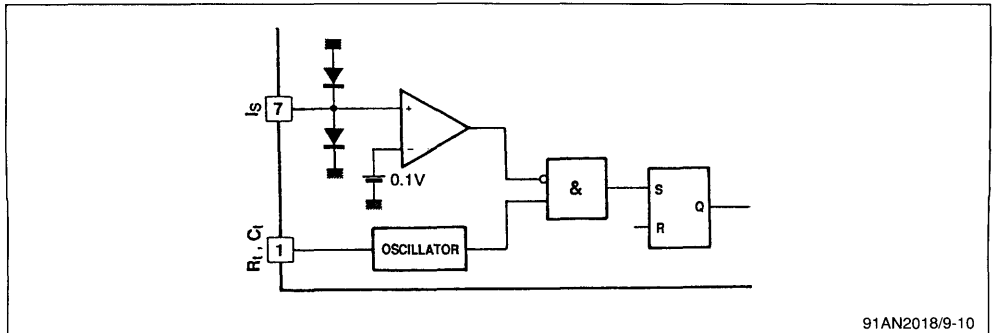 Is
7
+
−
0.1V
&
S
Q
R
Rt , Ct
1
OSCILLATOR
91AN2018/9-10